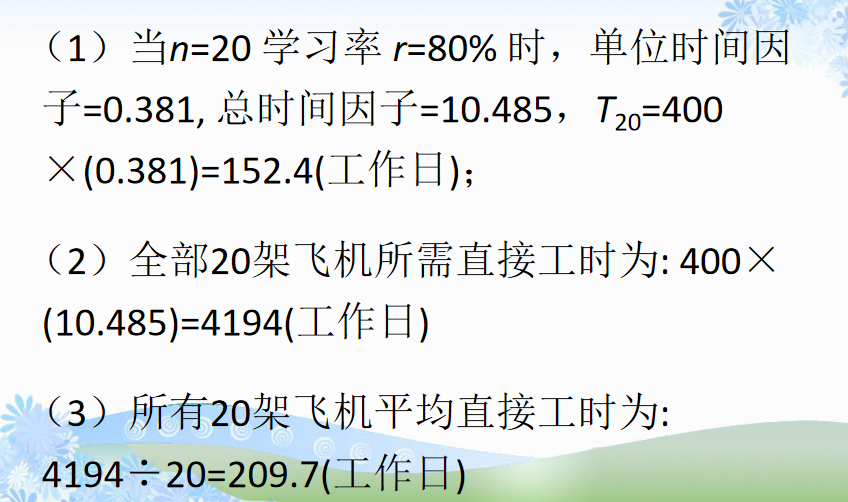 （1）当n=20 学习率 r=80% 时，单位时间因
子=0.381, 总时间因子=10.485，T20=400
×(0.381)=152.4(工作日)；
（2）全部20架飞机所需直接工时为: 400×
(10.485)=4194(工作日)
（3）所有20架飞机平均直接工时为:
4194÷20=209.7(工作日)